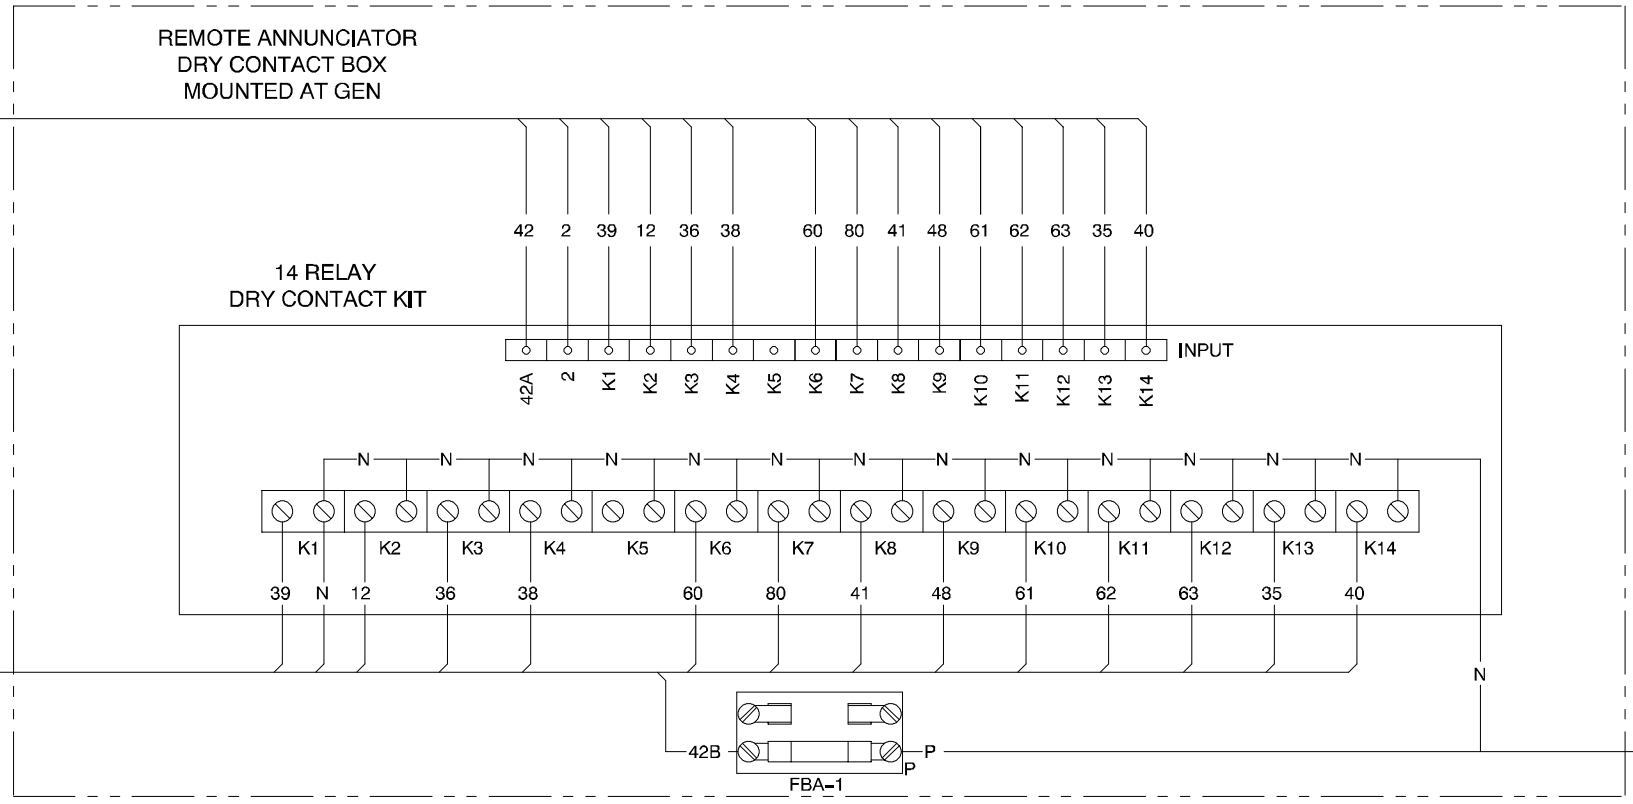 REMOTE ANNUNCIATOR
DRY CONTACT BOX
MOUNTED AT GEN
42 2 39 12 36 38 60 80 41 48 61 62 63 35 40
14 RELAY
DRY CONTACT KIT
INPUT
42A 2 K1 K2 K3 K4 K5 K6 K7 K8 K9 K10 K11 K12 K13 K14
N N N N N N N N N N N N N
K1 K2 K3 K4 K5 K6 K7 K8 K9 K10 K11 K12 K13 K14
39 N 12 36 38 60 80 41 48 61 62 63 35 40
N
42B P
P
FBA-1